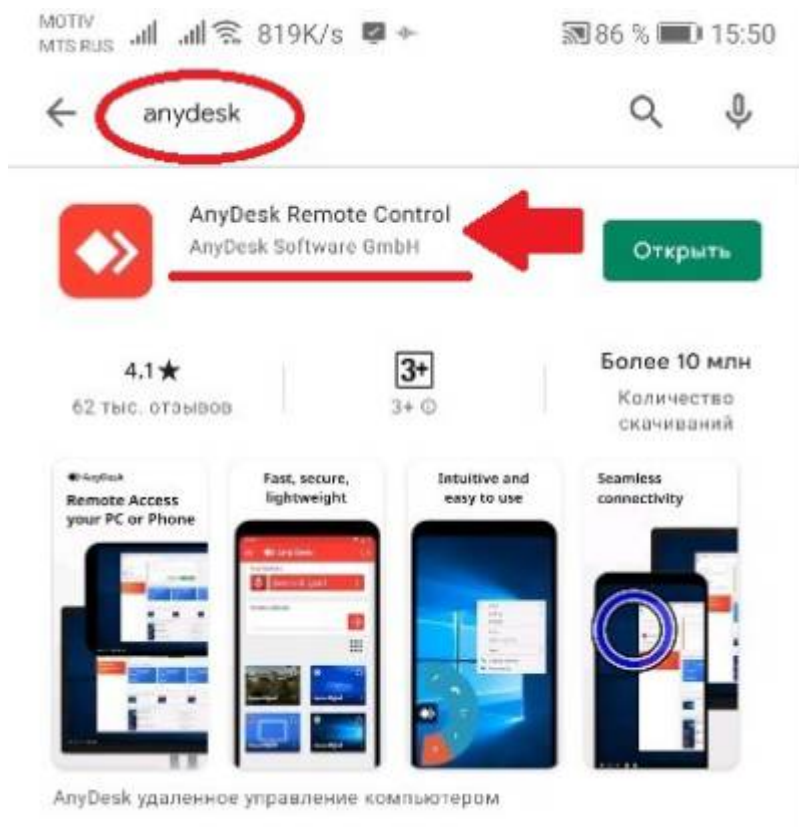 MOTIV
MTS RUS 819K/s 86 % 15:50
anydesk
AnyDesk Remote Control
AnyDesk Software GmbH
Открыть
4.1★
62 тыс. отзывов
3+
3+
Более 10 млн
Количество
скачиваний
AnyDesk
Remote Access
your PC or Phone
Fast, secure,
lightweight
Intuitive and
easy to use
Seamless
connectivity
AnyDesk удаленное управление компьютером